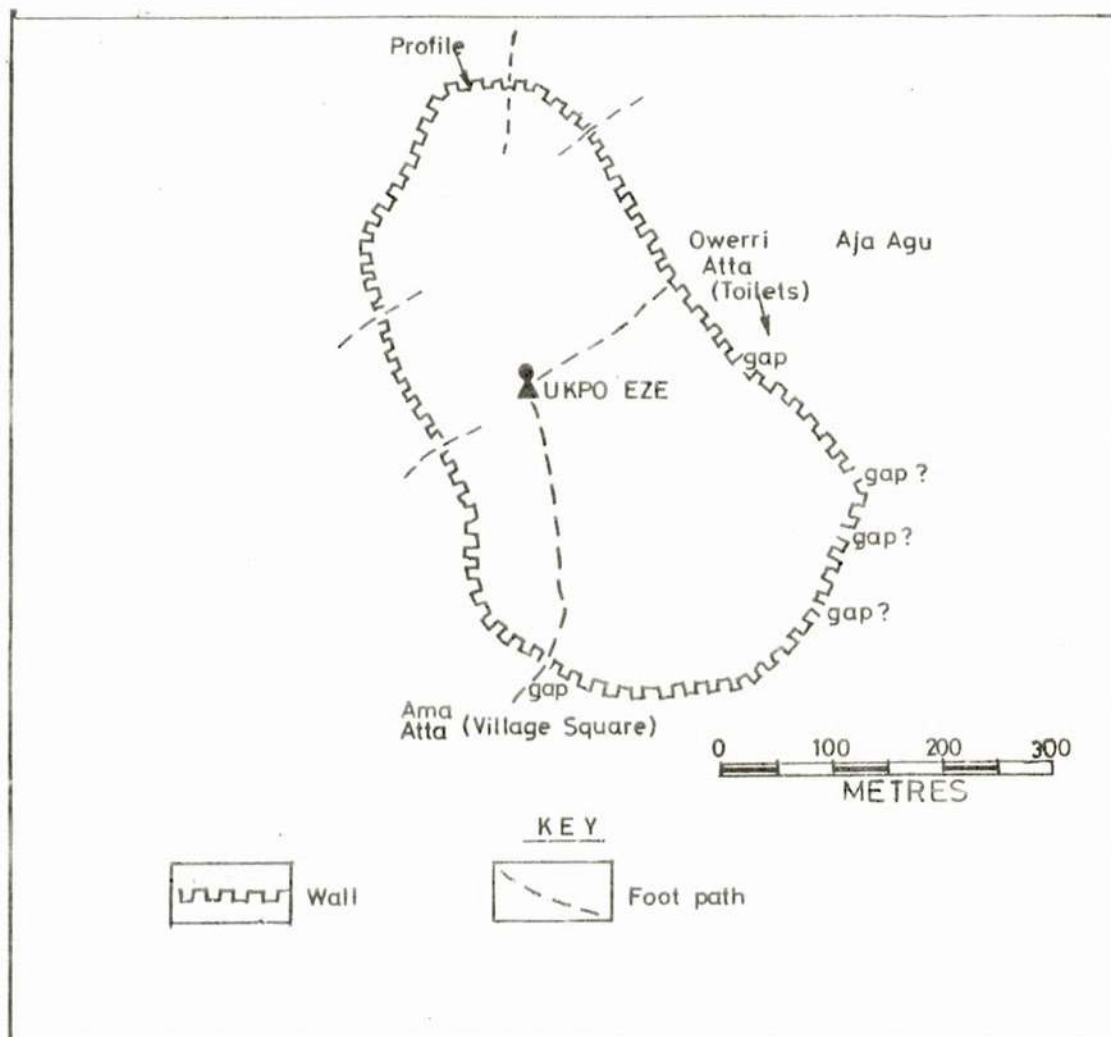 Profile
Owerri Aja Agu
Atta
(Toilets)
gap
UKPO EZE
gap ?
gap?
gap?
gap
Ama
Atta (Village Square)
0 100 200 300
METRES
KEY
Wall
Foot path